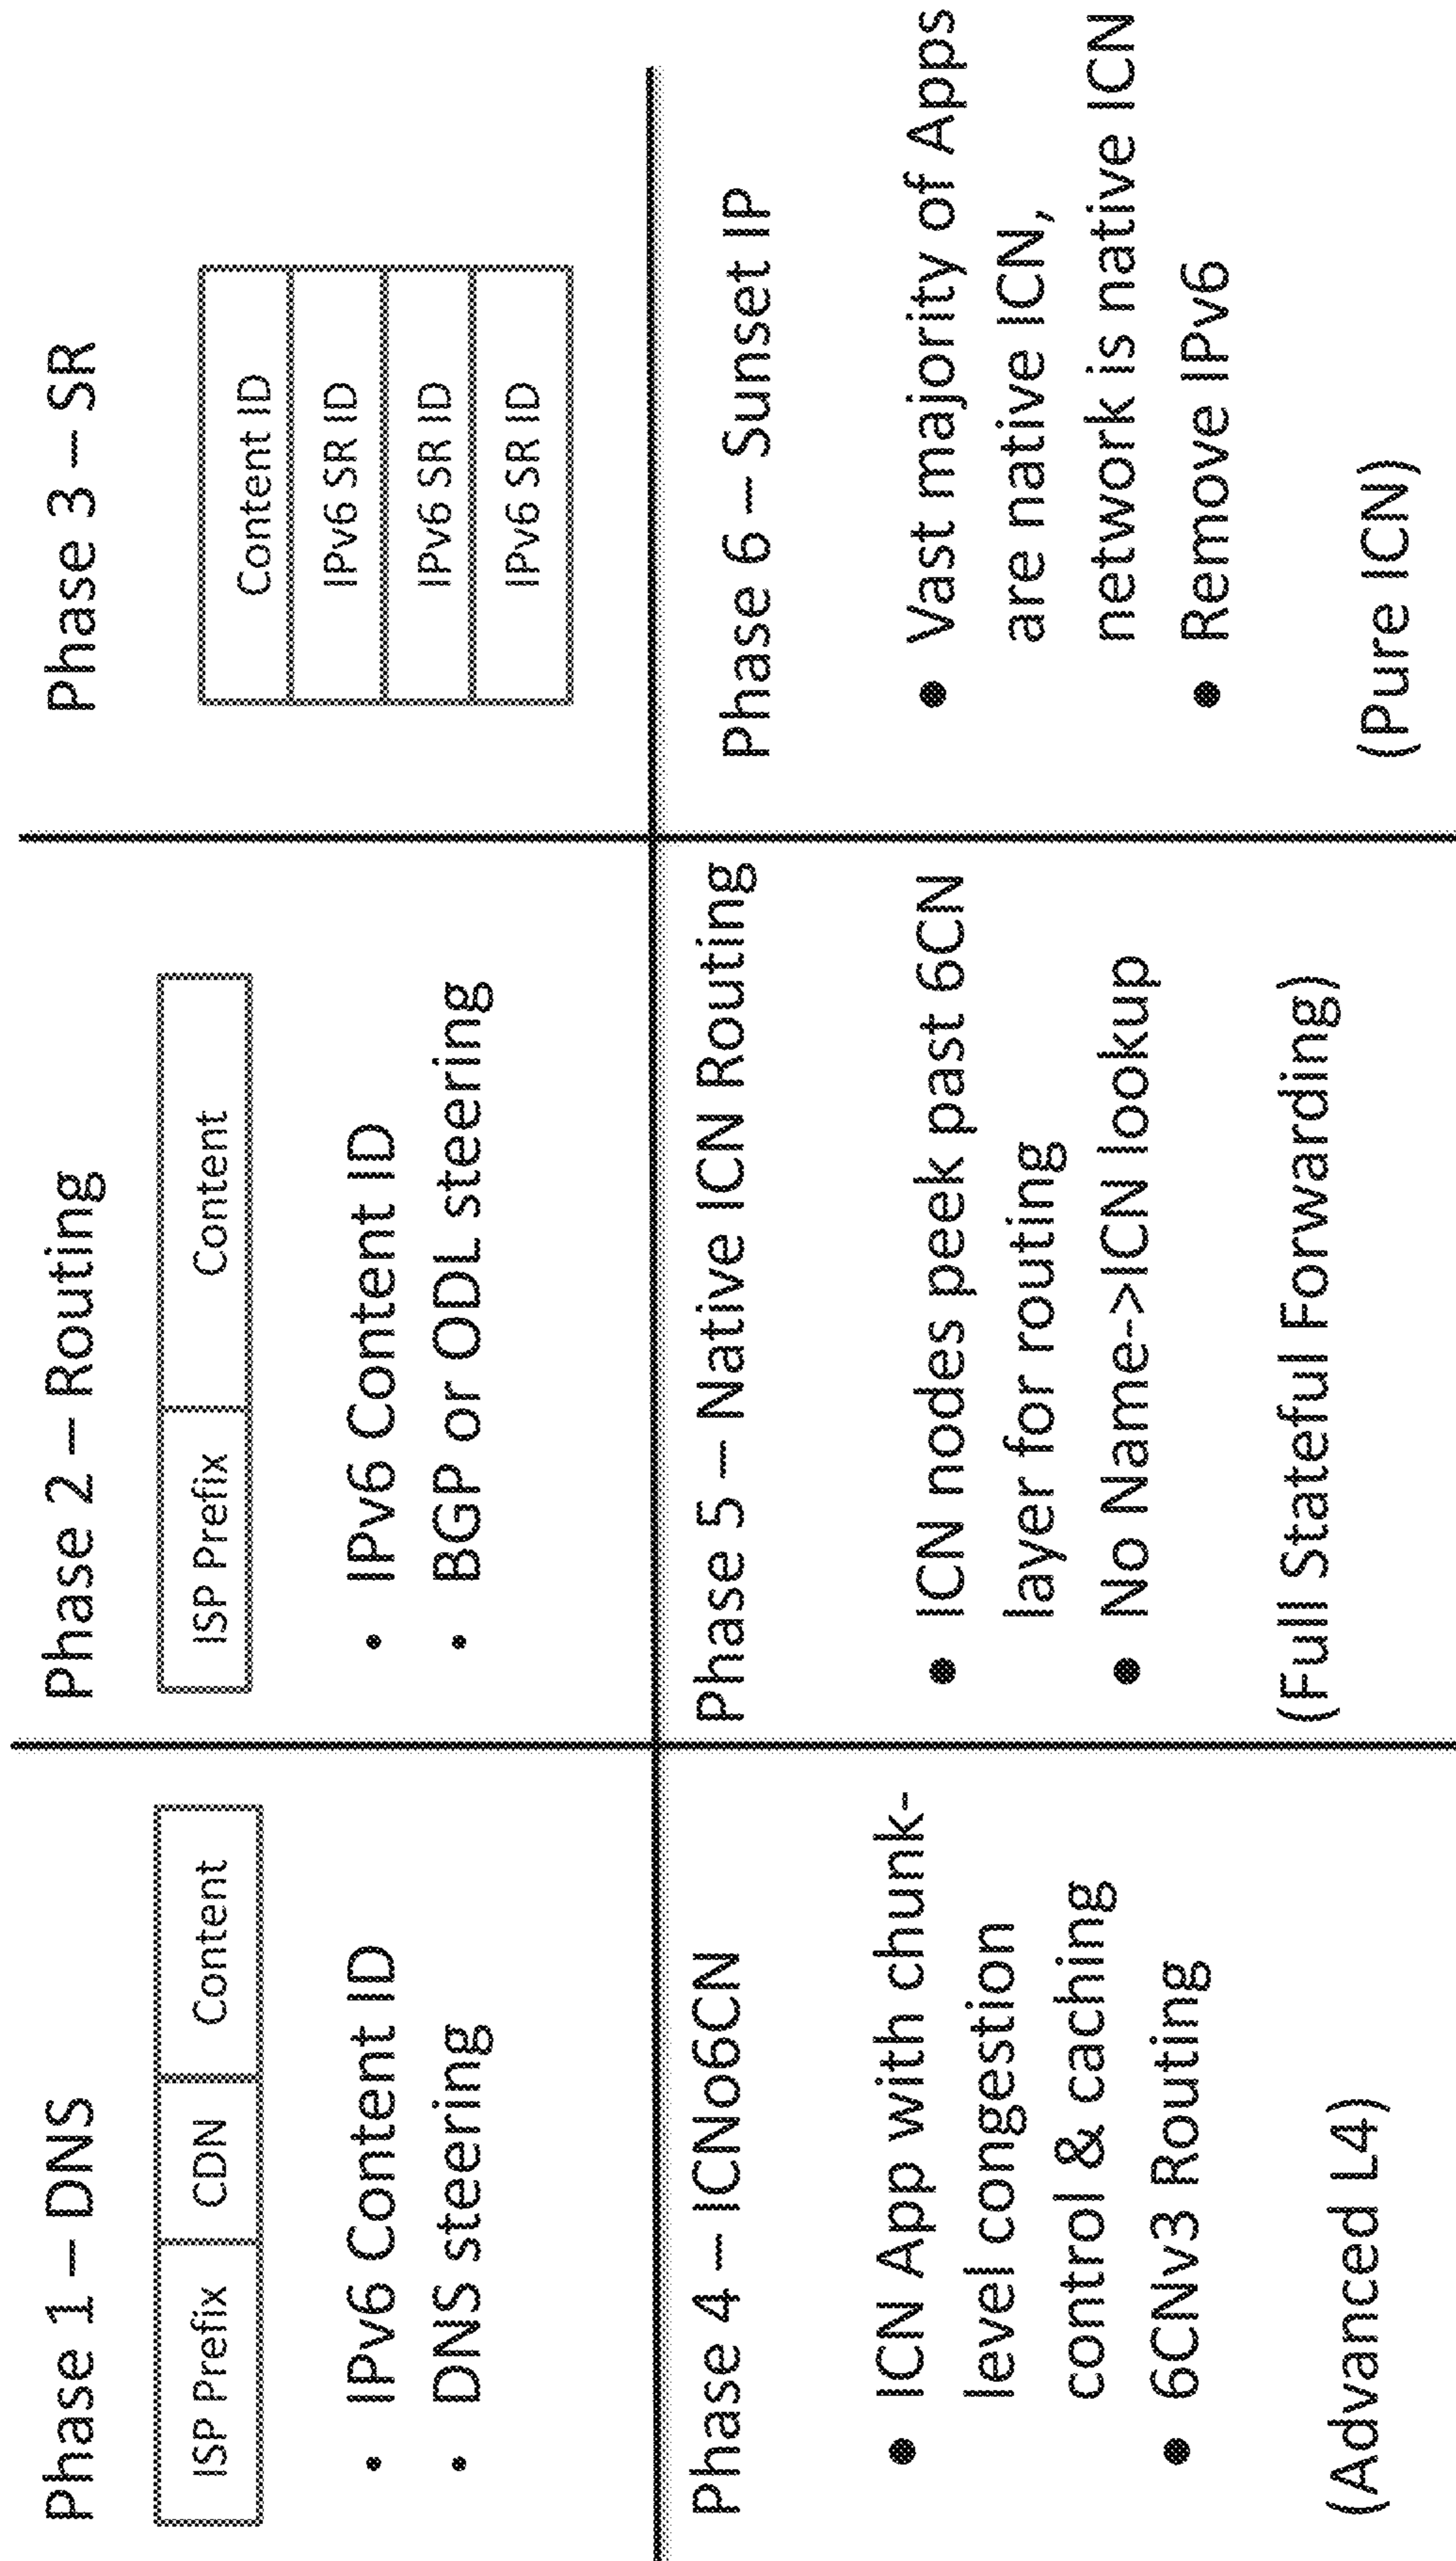 Phase 1 – DNS
ISP Prefix
CDN
Content
• IPv6 Content ID
• DNS steering
Phase 2 – Routing
ISP Prefix
Content
• IPv6 Content ID
• BGP or ODL steering
Phase 3 – SR
Content ID
IPv6 SR ID
IPv6 SR ID
IPv6 SR ID
Phase 4 – ICNo6CN
● ICN App with chunk-
level congestion
control & caching
● 6CNv3 Routing
(Advanced L4)
Phase 5 – Native ICN Routing
● ICN nodes peek past 6CN
layer for routing
● No Name->ICN lookup
(Full Stateful Forwarding)
Phase 6 – Sunset IP
● Vast majority of Apps
are native ICN,
network is native ICN
● Remove IPv6
(Pure ICN)